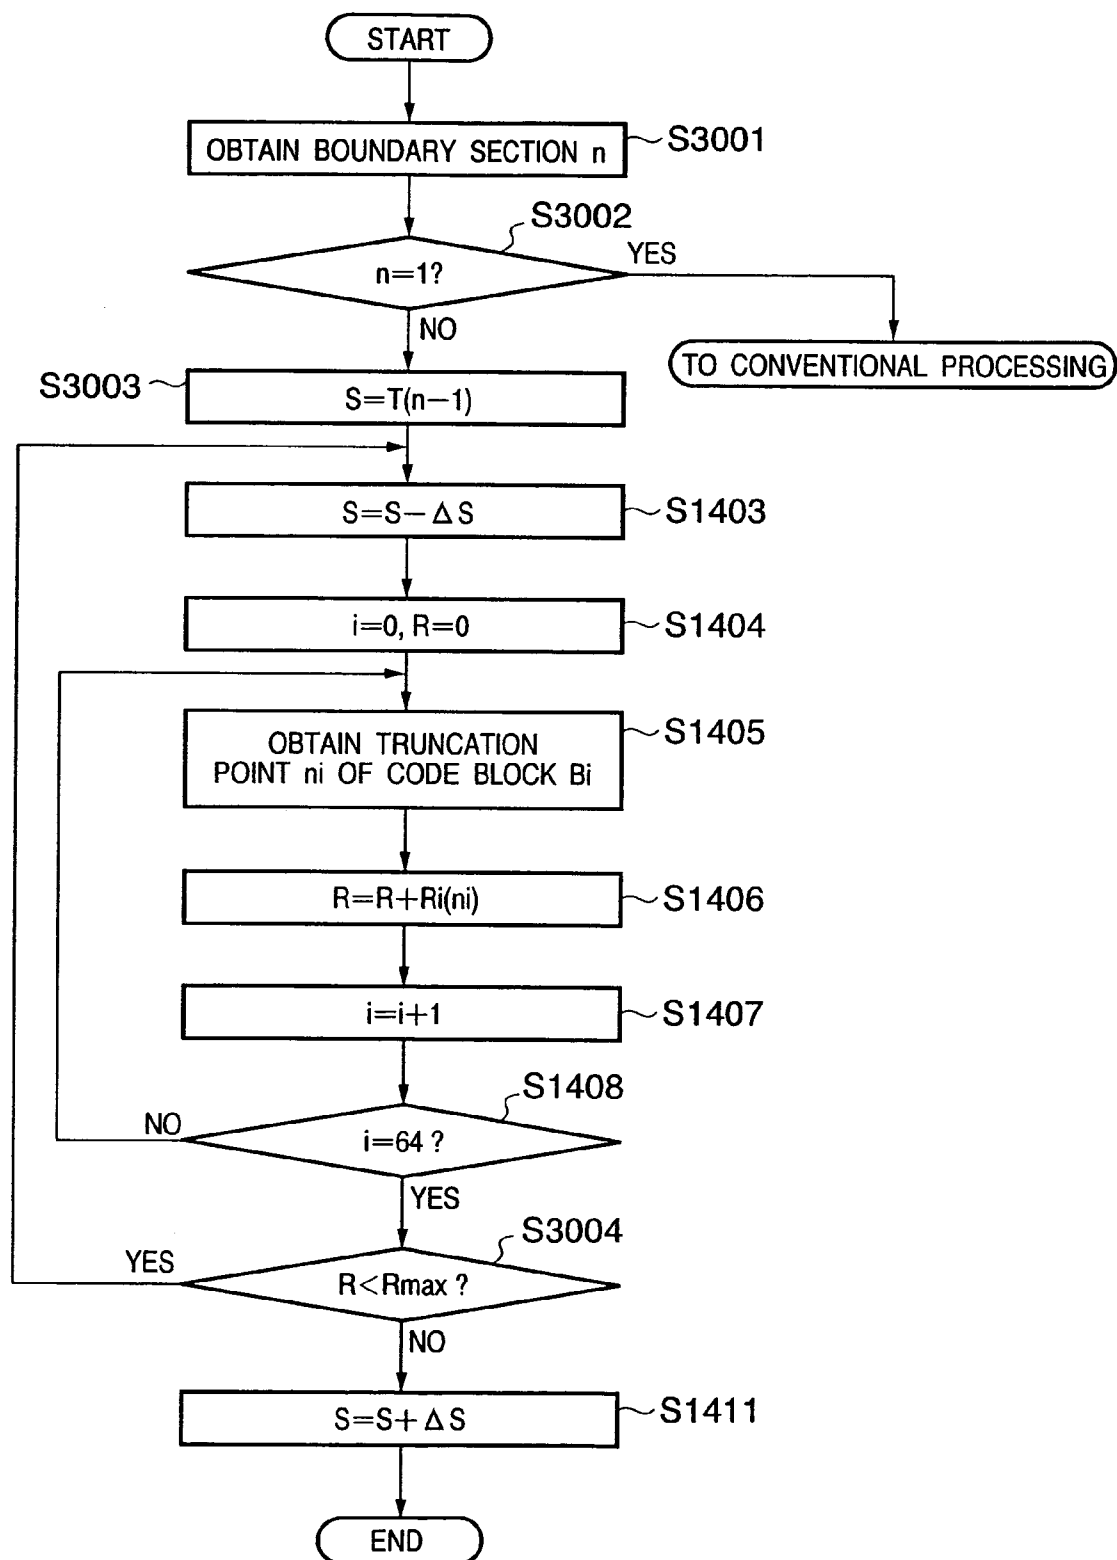 START
OBTAIN BOUNDARY SECTION n
S3001
S3002
n=1?
YES
NO
TO CONVENTIONAL PROCESSING
S3003
S=T(n−1)
S=S−ΔS
S1403
i=0, R=0
S1404
OBTAIN TRUNCATION
POINT ni OF CODE BLOCK Bi
S1405
R=R+Ri(ni)
S1406
i=i+1
S1407
S1408
NO
i=64 ?
YES
S3004
YES
R<Rmax ?
NO
S=S+ΔS
S1411
END